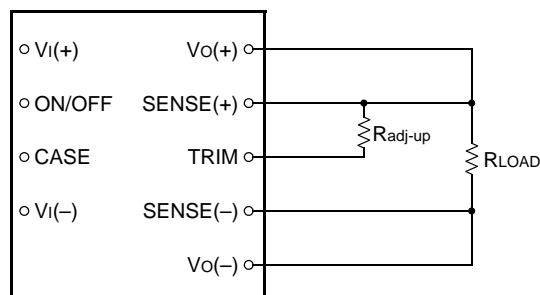 VI(+) VO(+)
ON/OFF SENSE(+)
Radj-up
CASE TRIM
RLOAD
VI(–) SENSE(–)
VO(–)